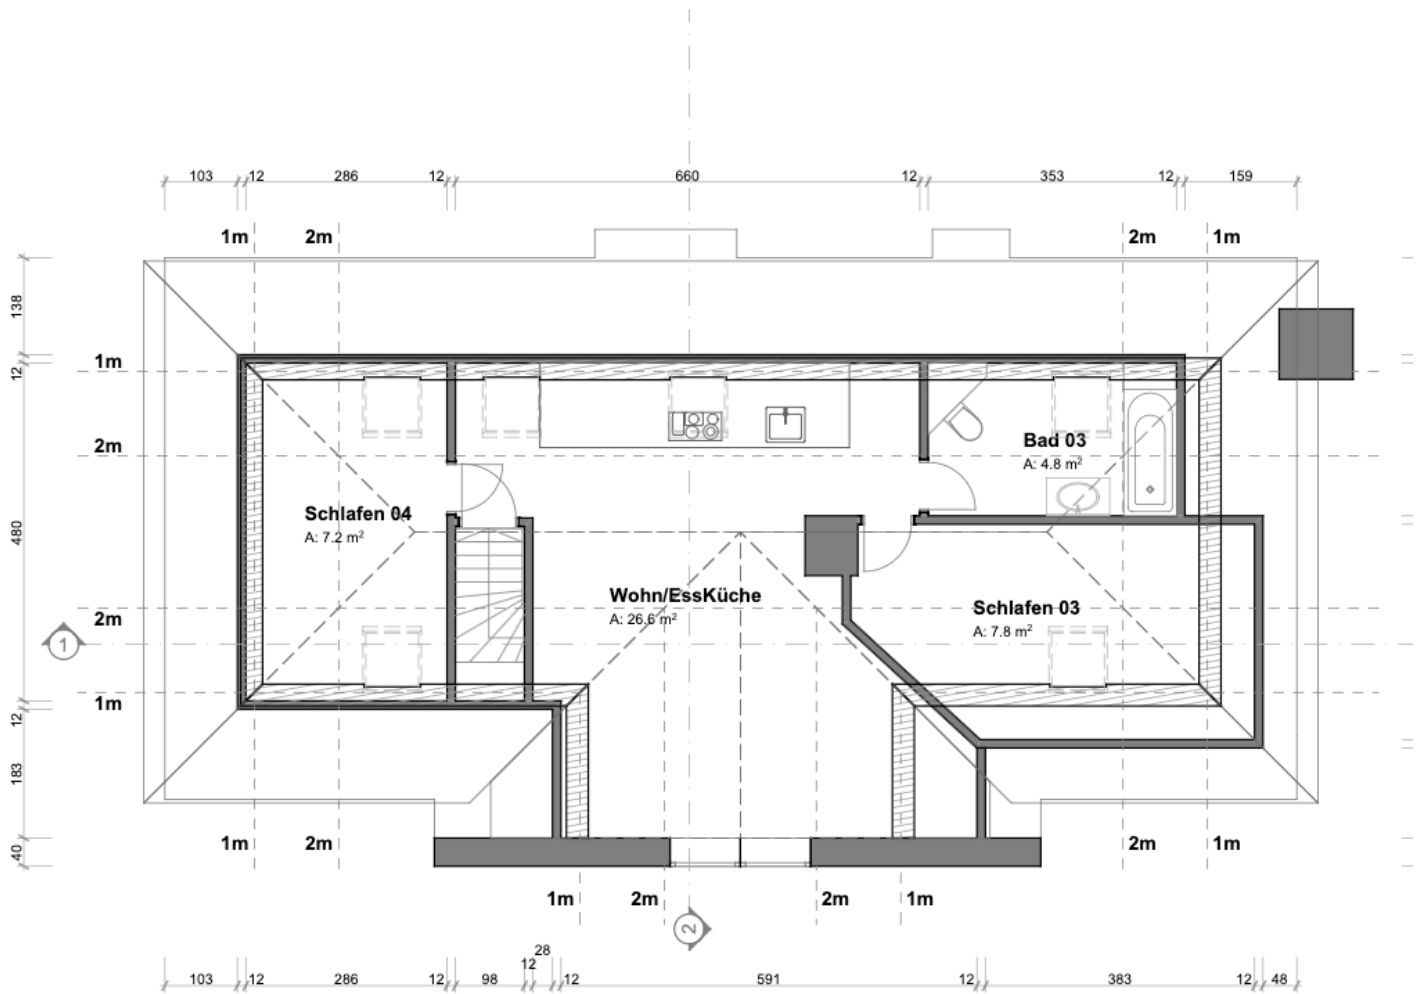 103 12 286 12 660 12 353 12 159
1m 2m 2m 1m
138
1m
12
2m
Bad 03
A: 4.8 m²
Schlafen 04
A: 7.2 m²
480
Wohn/EssKüche
A: 26.6 m²
Schlafen 03
A: 7.8 m²
2m
1
1m
12
183
1m 2m 2m 1m
40
1m 2m 2m 1m
2
28
12
103 12 286 12 98 12 591 12 383 12 48